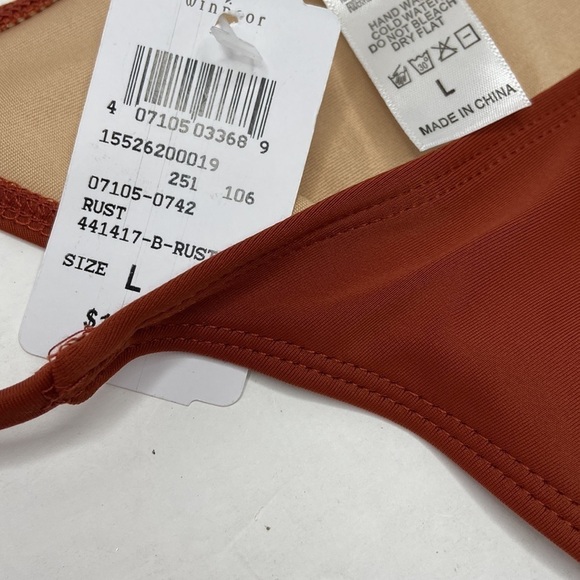 windsor
4 07105 03368 9
15526200019
251 106
07105-0742
RUST
441417-B-RUST
SIZE L
HAND WASH
COLD WATER
DO NOT BLEACH
DRY FLAT
30°
L
MADE IN CHINA